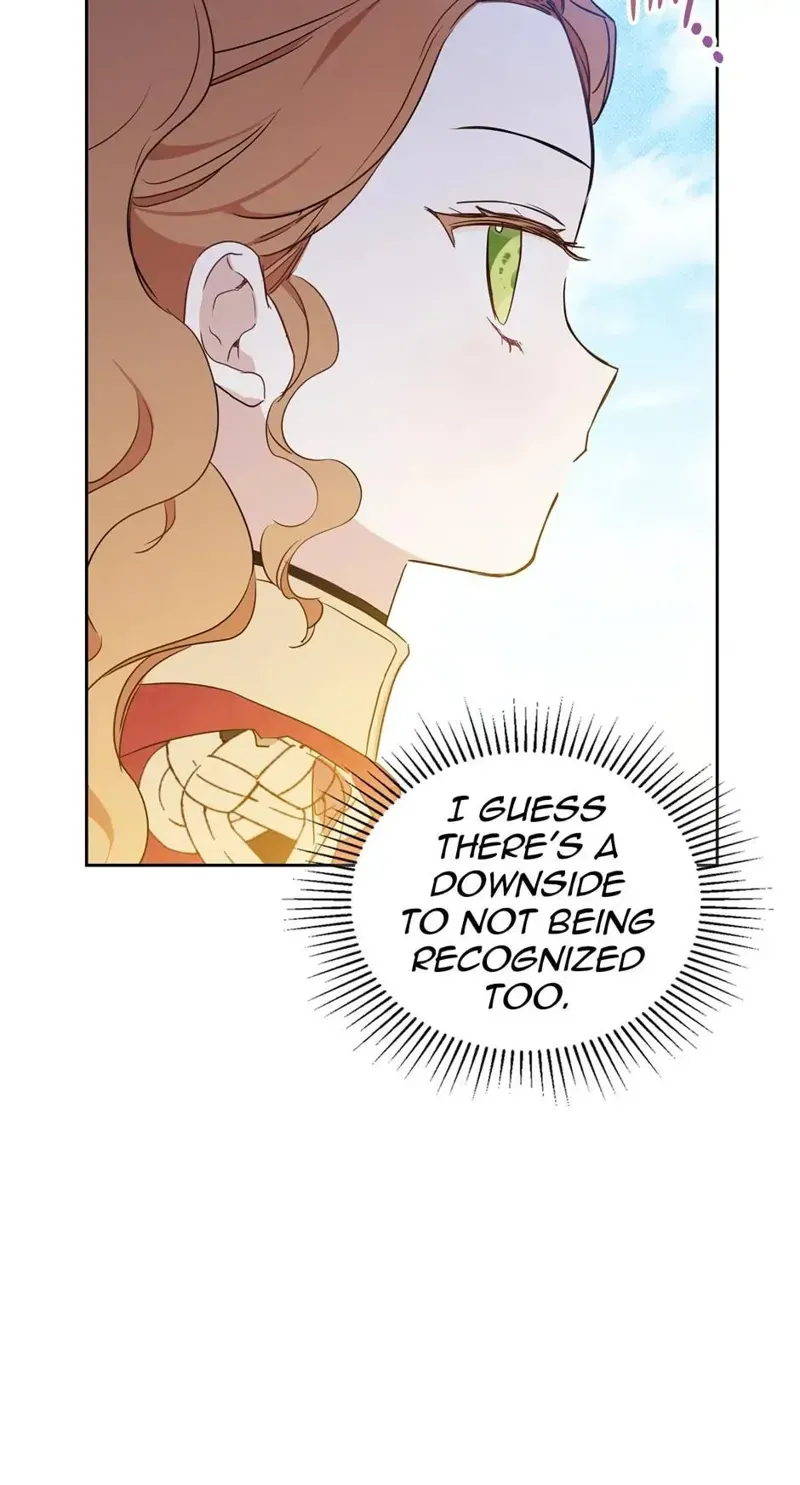 I GUESS
THERE'S A
DOWNSIDE
TO NOT BEING
RECOGNIZED
TOO.